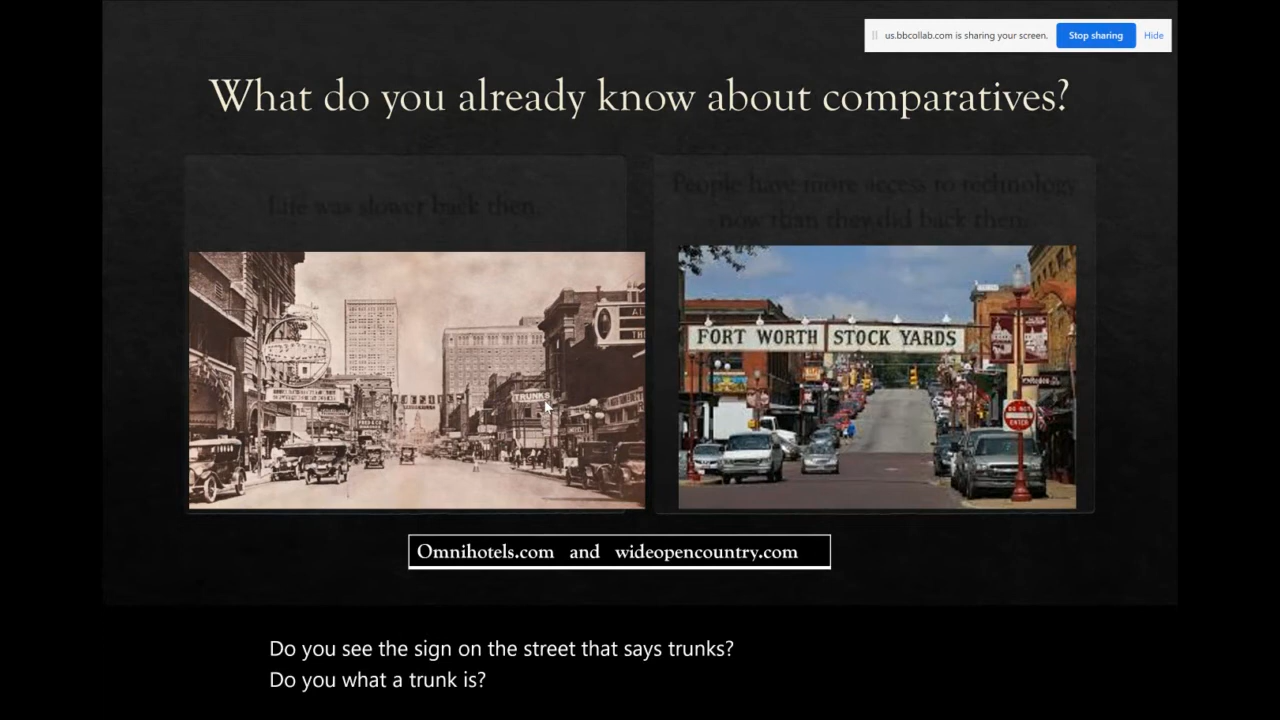 us.bbcollab.com is sharing your screen. Stop sharing Hide
What do you already know about comparatives?
Life was slower back then.
People have more access to technology
now than they did back then.
TRUNKS
FORT WORTH STOCK YARDS
DO NOT
ENTER
Omnihotels.com and wideopencountry.com
Do you see the sign on the street that says trunks?
Do you what a trunk is?